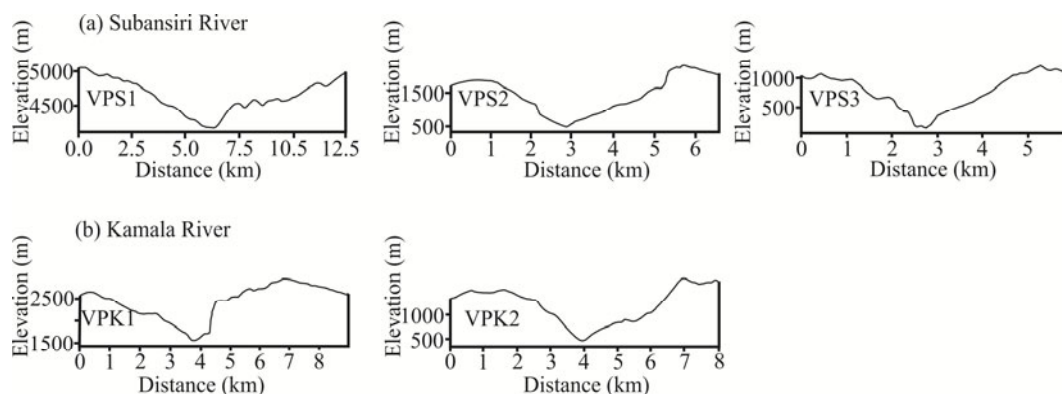 (a) Subansiri River
Elevation (m)
5000
4500
VPS1
0.0 2.5 5.0 6.3 7.5 10.5 12.5
Distance (km)
Elevation (m)
1500
500
VPS2
0 1 2 3 4 5 6
Distance (km)
Elevation (m)
1000
500
VPS3
0 1 2 3 4 5
Distance (km)
(b) Kamala River
Elevation (m)
2500
1500
VPK1
0 1 2 3 4 5 6 7 8
Distance (km)
Elevation (m)
1000
500
VPK2
0 1 2 3 4 5 6 7 8
Distance (km)